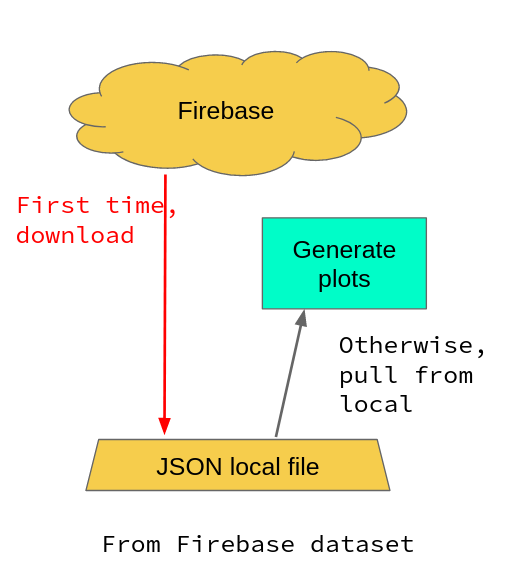 Firebase
First time,
download
Generate
plots
Otherwise,
pull from
local
JSON local file
From Firebase dataset